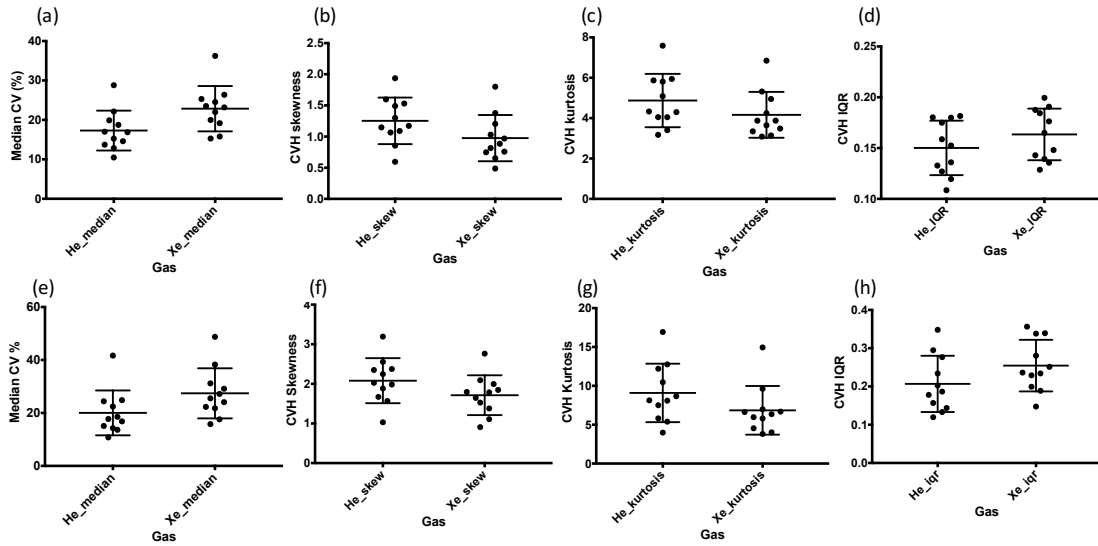 (a)
Median CV (%)
40
30
20
10
0
He_median
Xe_median
Gas
(b)
CVH skewness
2.5
2.0
1.5
1.0
0.5
0.0
He_skew
Xe_skew
Gas
(c)
CVH kurtosis
8
6
4
2
0
He_kurtosis
Xe_kurtosis
Gas
(d)
CVH IQR
0.25
0.20
0.15
0.10
He_IQR
Xe_IQR
Gas
(e)
Median CV %
60
40
20
0
He_median
Xe_median
Gas
(f)
CVH Skewness
4
3
2
1
0
He_skew
Xe_skew
Gas
(g)
CVH Kurtosis
20
15
10
5
0
He_kurtosis
Xe_kurtosis
Gas
(h)
CVH IQR
0.4
0.3
0.2
0.1
0.0
He_iqr
Xe_iqr
Gas